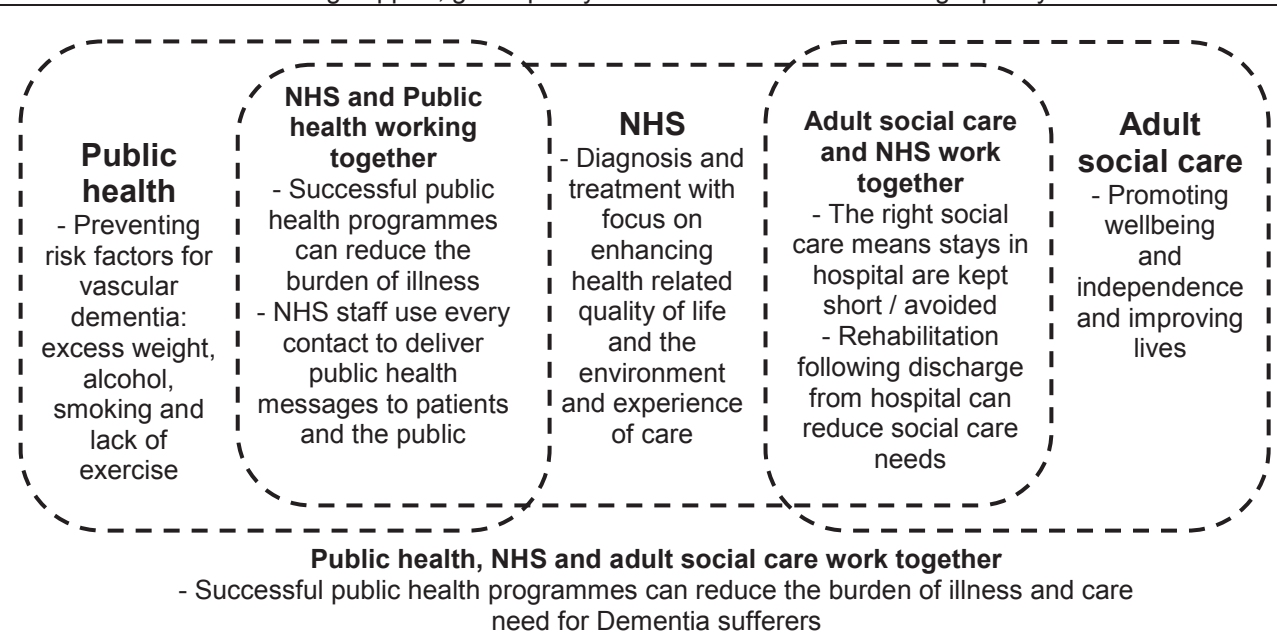 Public
health
- Preventing
risk factors for
vascular
dementia:
excess weight,
alcohol,
smoking and
lack of
exercise
NHS and Public
health working
together
- Successful public
health programmes
can reduce the
burden of illness
- NHS staff use every
contact to deliver
public health
messages to patients
and the public
NHS
- Diagnosis and
treatment with
focus on
enhancing
health related
quality of life
and the
environment
and experience
of care
Adult social care
and NHS work
together
- The right social
care means stays in
hospital are kept
short / avoided
- Rehabilitation
following discharge
from hospital can
reduce social care
needs
Adult
social care
- Promoting
wellbeing
and
independence
and improving
lives
Public health, NHS and adult social care work together
- Successful public health programmes can reduce the burden of illness and care
need for Dementia sufferers